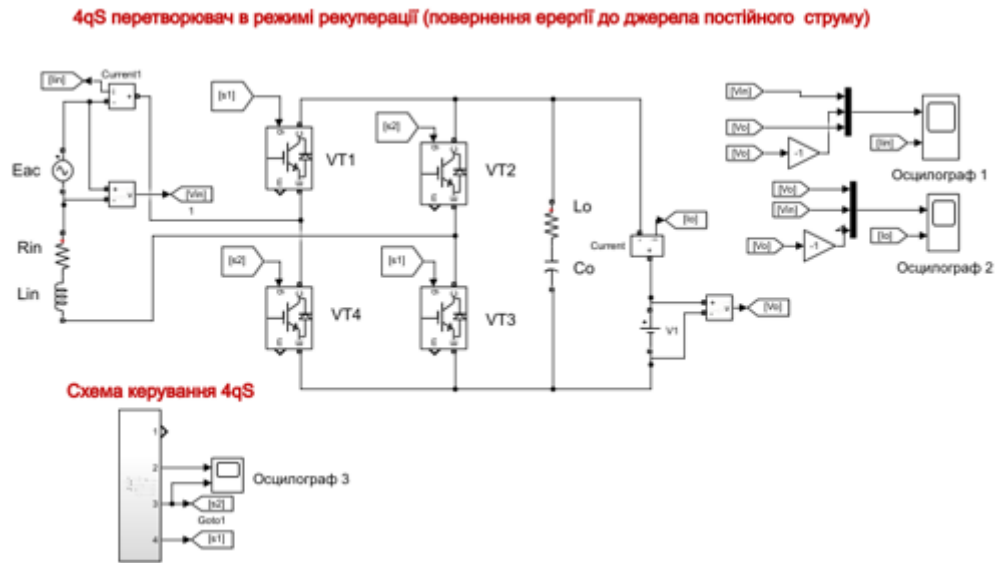 4qS перетворювач в режимі рекуперації (повернення ерергії до джерела постійного струму)
[Iin]
Current1
[s1]
VT1
[s2]
VT2
Eac
[Vin]
1
Rin
Lin
[s2]
VT4
[s1]
VT3
Lo
Co
[Io]
Current
V1
[Vo]
[Vin]
[Vo]
[Vo]
-1
[Iin]
Осцилограф 1
[Vo]
[Vin]
[Vo]
-1
[Io]
Осцилограф 2
Схема керування 4qS
1
2
3
4
Осцилограф 3
[s2]
Goto1
[s1]